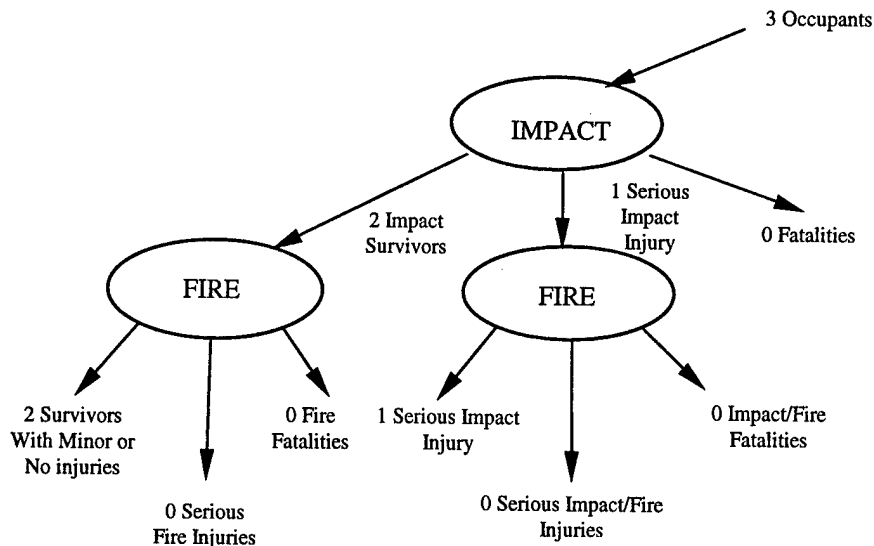 3 Occupants
IMPACT
2 Impact
Survivors
1 Serious
Impact
Injury
0 Fatalities
FIRE
FIRE
2 Survivors
With Minor or
No injuries
0 Serious
Fire Injuries
0 Fire
Fatalities
1 Serious Impact
Injury
0 Serious Impact/Fire
Injuries
0 Impact/Fire
Fatalities